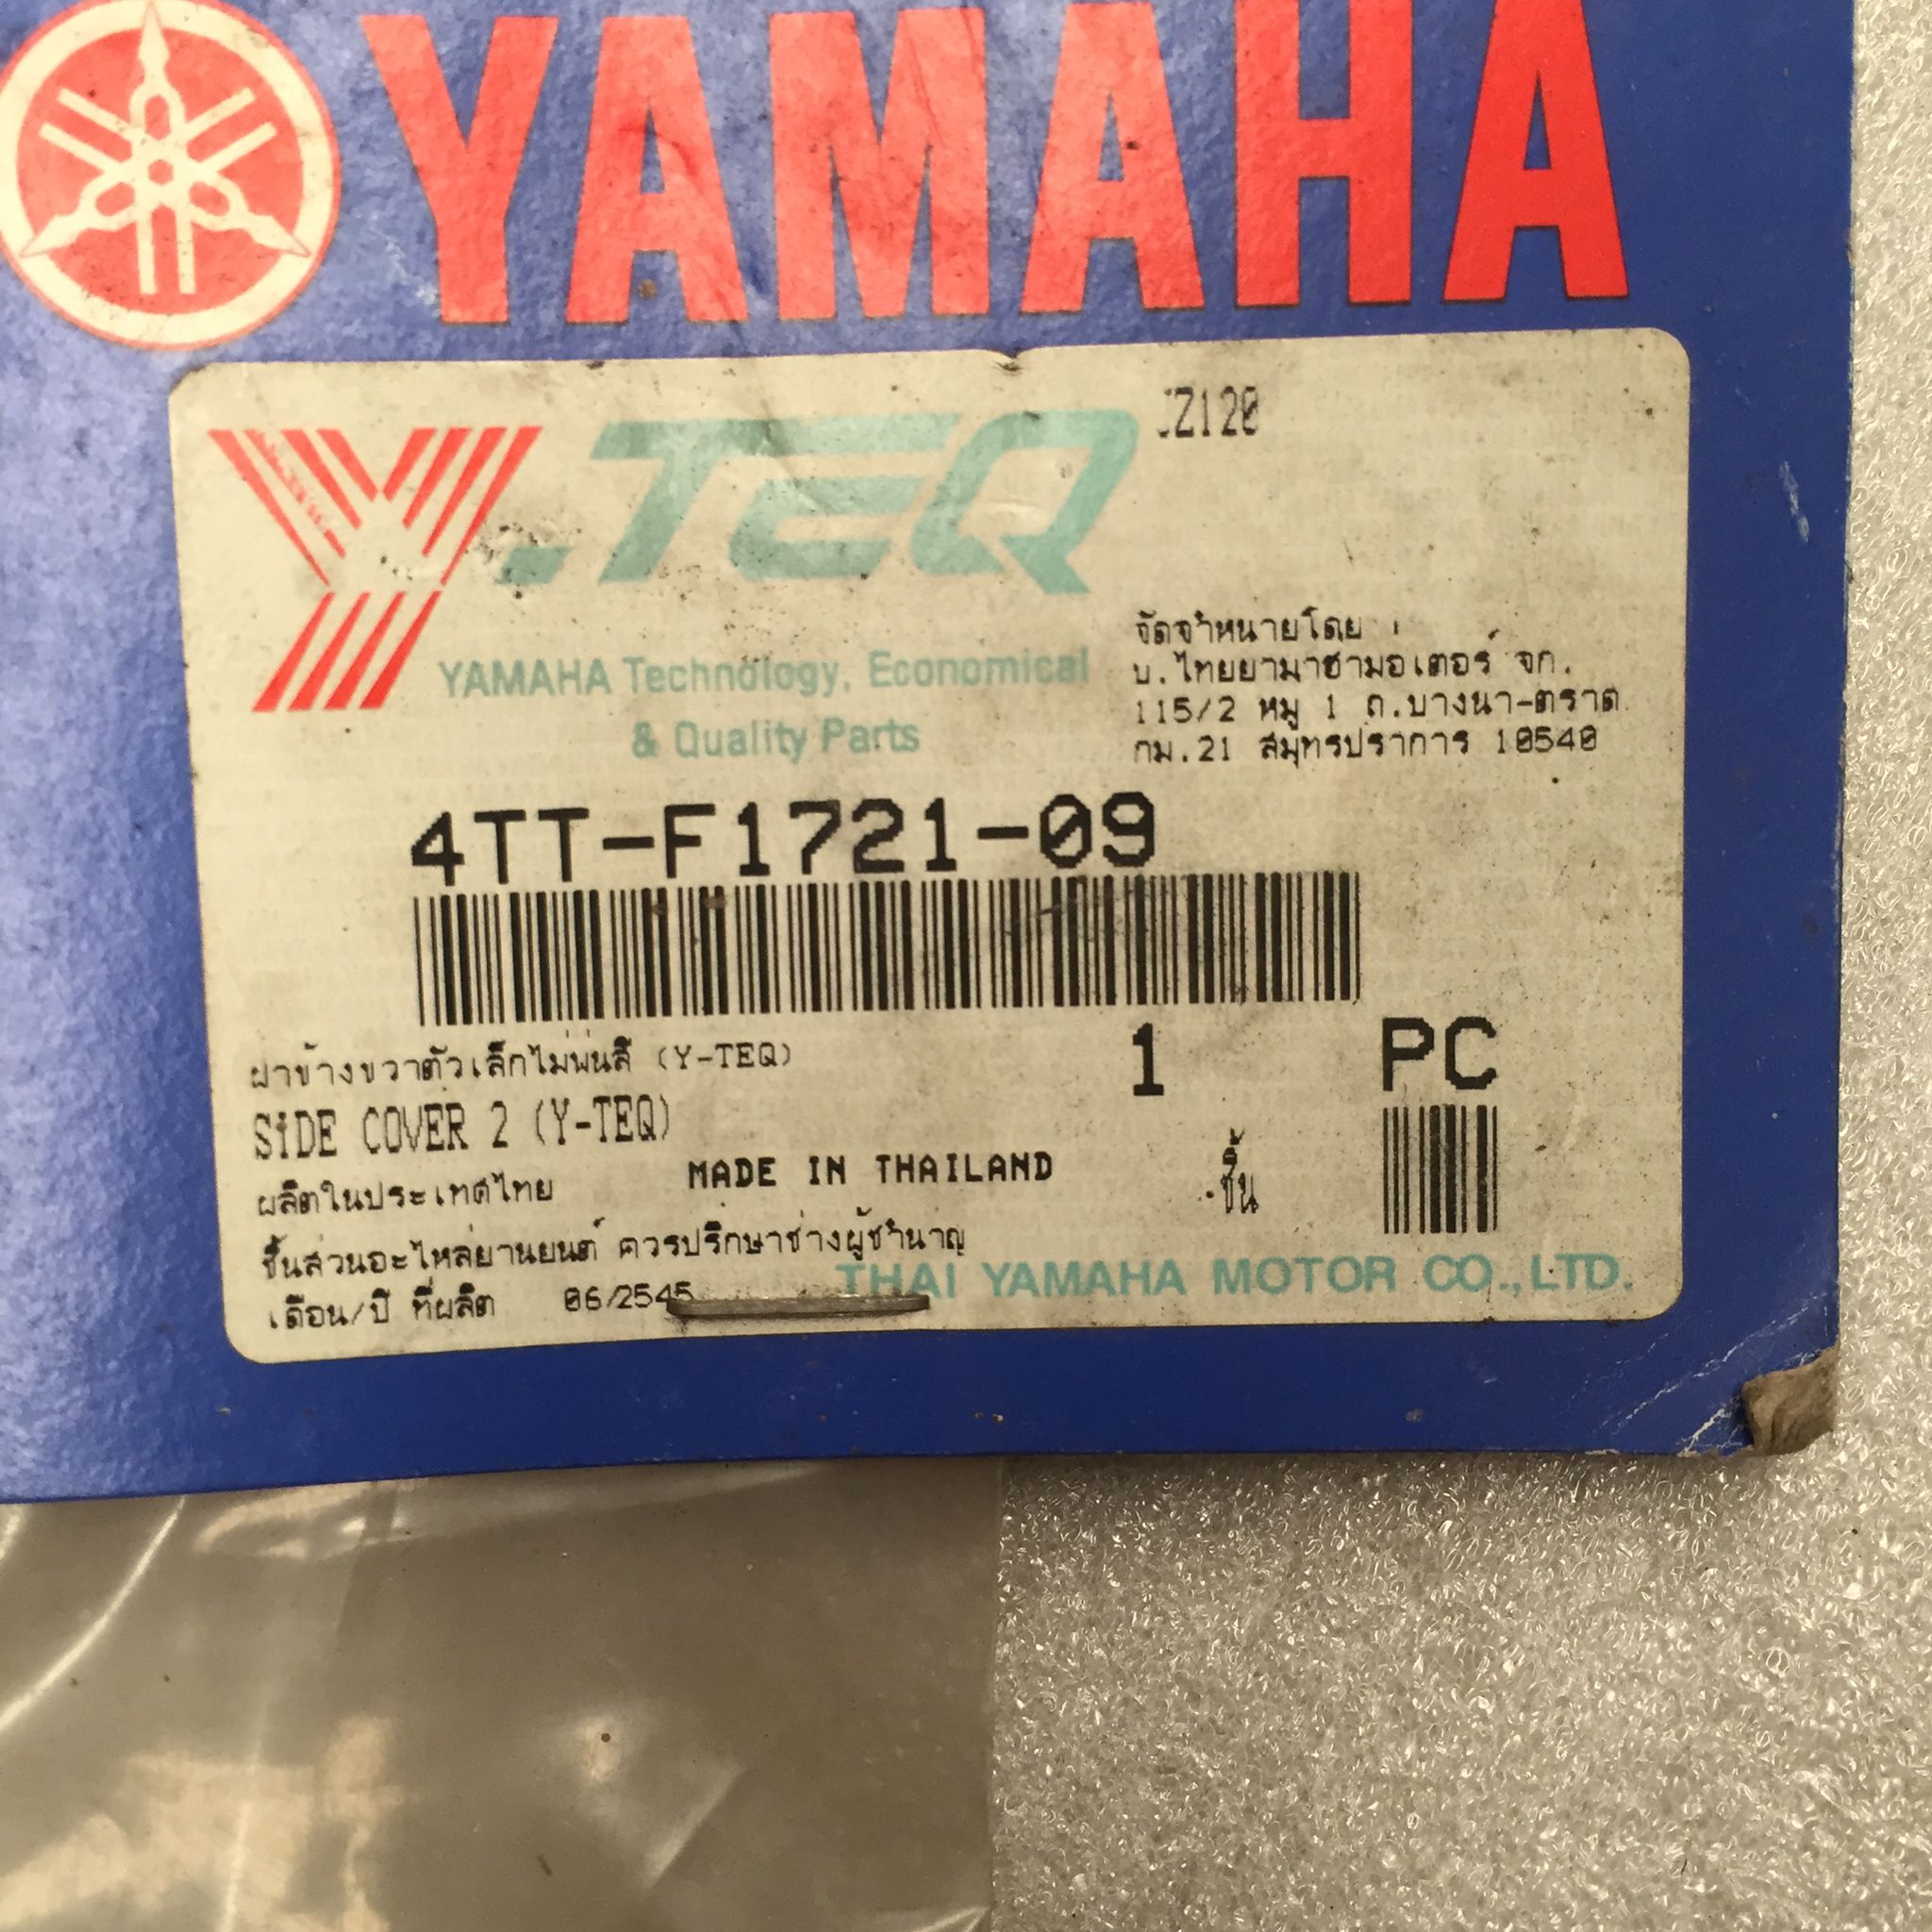 YAMAHA
Y.TEQ
YAMAHA Technology, Economical
& Quality Parts
JZ120
จัดจำหน่ายโดย :
บ.ไทยยามาฮ่ามอเตอร์ จก.
115/2 หมู่ 1 ถ.บางนา-ตราด
กม.21 สมุทรปราการ 10540
4TT-F1721-09
1 PC
ฝาข้างขวาตัวเล็กไม่พ่นสี (Y-TEQ)
SIDE COVER 2 (Y-TEQ)
ผลิตในประเทศไทย MADE IN THAILAND ชิ้น
ชิ้นส่วนอะไหล่ยานยนต์ ควรปรึกษาช่างผู้ชำนาญ
THAI YAMAHA MOTOR CO.,LTD.
เดือน/ปี ที่ผลิต 06/2545